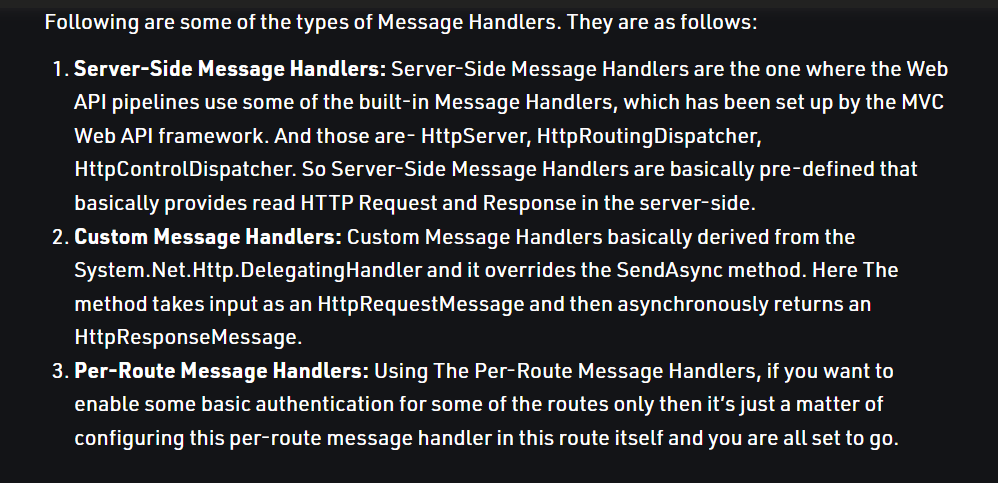 Following are some of the types of Message Handlers. They are as follows:
1. Server-Side Message Handlers: Server-Side Message Handlers are the one where the Web
API pipelines use some of the built-in Message Handlers, which has been set up by the MVC
Web API framework. And those are- HttpServer, HttpRoutingDispatcher,
HttpControlDispatcher. So Server-Side Message Handlers are basically pre-defined that
basically provides read HTTP Request and Response in the server-side.
2. Custom Message Handlers: Custom Message Handlers basically derived from the
System.Net.Http.DelegatingHandler and it overrides the SendAsync method. Here The
method takes input as an HttpRequestMessage and then asynchronously returns an
HttpResponseMessage.
3. Per-Route Message Handlers: Using The Per-Route Message Handlers, if you want to
enable some basic authentication for some of the routes only then it’s just a matter of
configuring this per-route message handler in this route itself and you are all set to go.